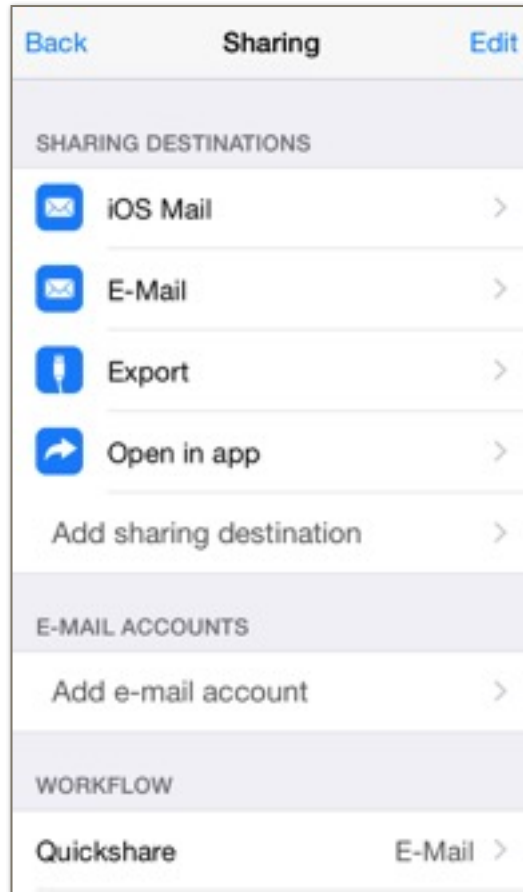 Back Sharing Edit
SHARING DESTINATIONS
iOS Mail
E-Mail
Export
Open in app
Add sharing destination
E-MAIL ACCOUNTS
Add e-mail account
WORKFLOW
Quickshare E-Mail